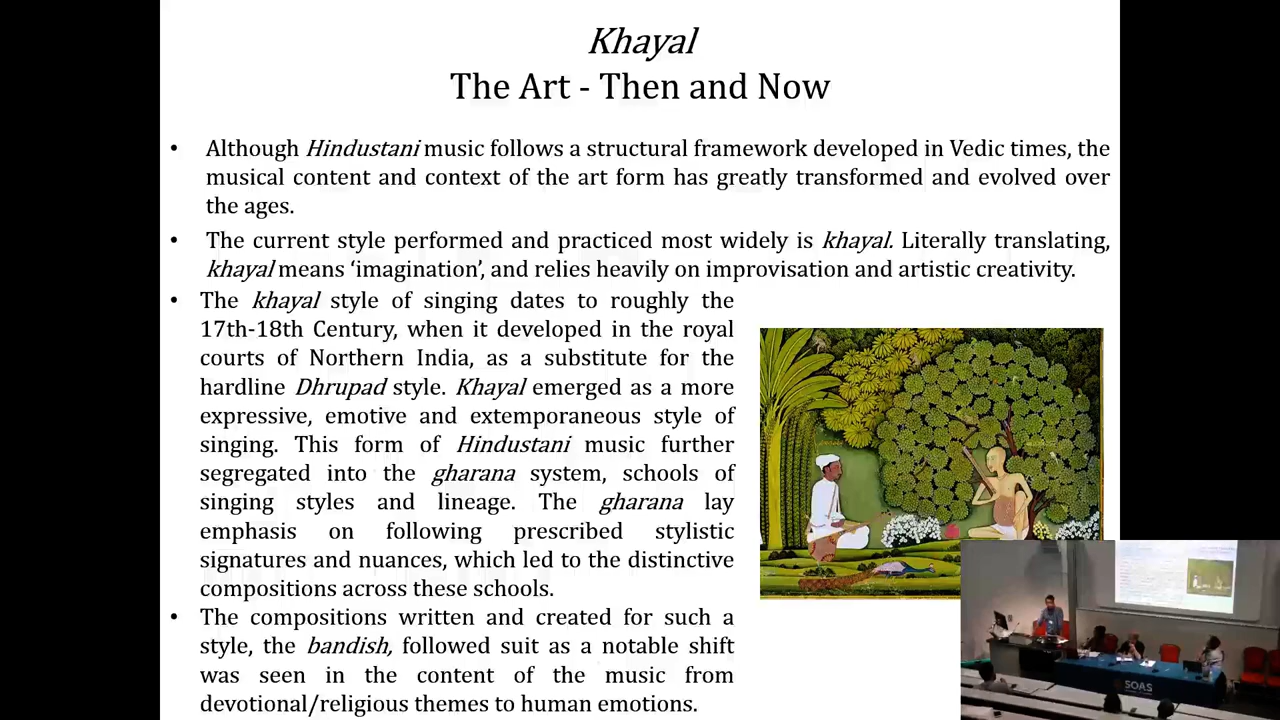 Khayal
The Art - Then and Now
• Although Hindustani music follows a structural framework developed in Vedic times, the
musical content and context of the art form has greatly transformed and evolved over
the ages.
• The current style performed and practiced most widely is khayal. Literally translating,
khayal means ‘imagination’, and relies heavily on improvisation and artistic creativity.
• The khayal style of singing dates to roughly the
17th-18th Century, when it developed in the royal
courts of Northern India, as a substitute for the
hardline Dhrupad style. Khayal emerged as a more
expressive, emotive and extemporaneous style of
singing. This form of Hindustani music further
segregated into the gharana system, schools of
singing styles and lineage. The gharana lay
emphasis on following prescribed stylistic
signatures and nuances, which led to the distinctive
compositions across these schools.
• The compositions written and created for such a
style, the bandish, followed suit as a notable shift
was seen in the content of the music from
devotional/religious themes to human emotions.
SOAS